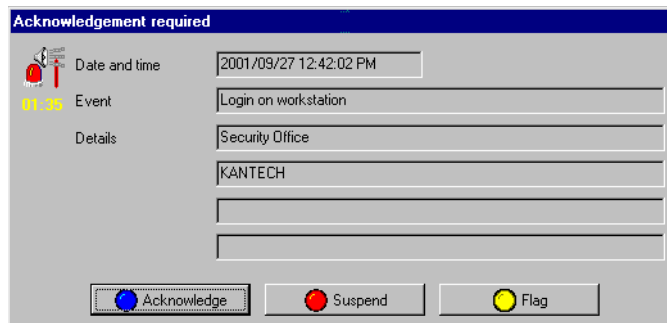 Acknowledgement required
Date and time 2001/09/27 12:42:02 PM
01:35
Event Login on workstation
Details Security Office
KANTECH
Acknowledge Suspend Flag